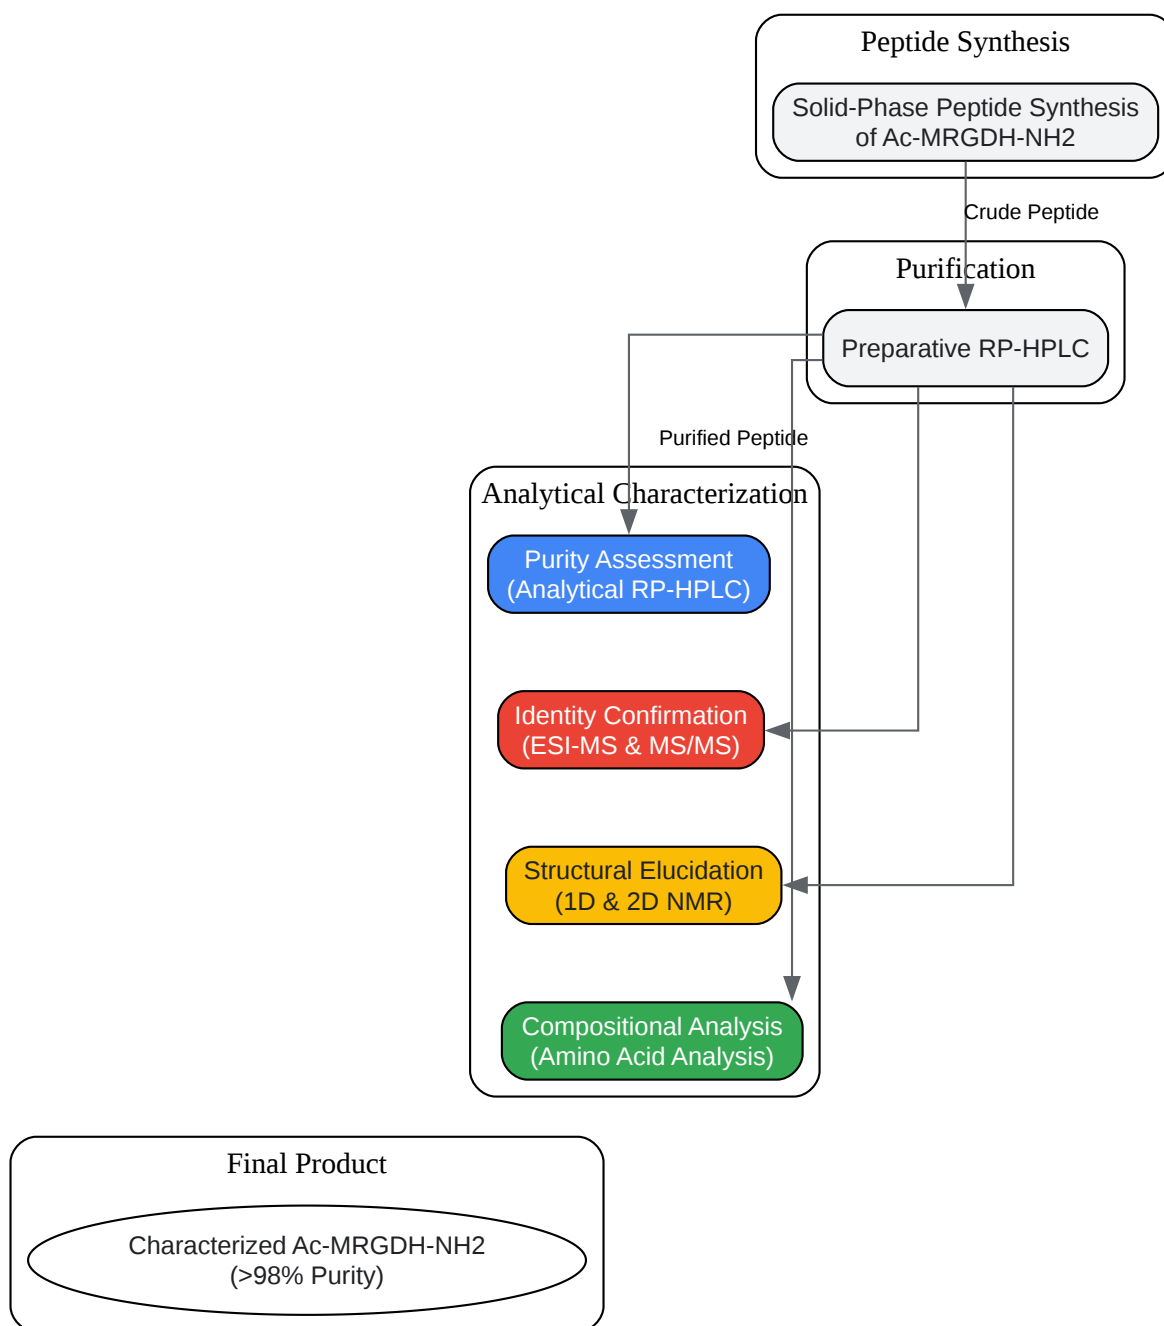 Peptide Synthesis
Solid-Phase Peptide Synthesis
of Ac-MRGDH-NH2
Crude Peptide
Purification
Preparative RP-HPLC
Purified Peptide
Analytical Characterization
Purity Assessment
(Analytical RP-HPLC)
Identity Confirmation
(ESI-MS & MS/MS)
Structural Elucidation
(1D & 2D NMR)
Compositional Analysis
(Amino Acid Analysis)
Final Product
Characterized Ac-MRGDH-NH2
(>98% Purity)